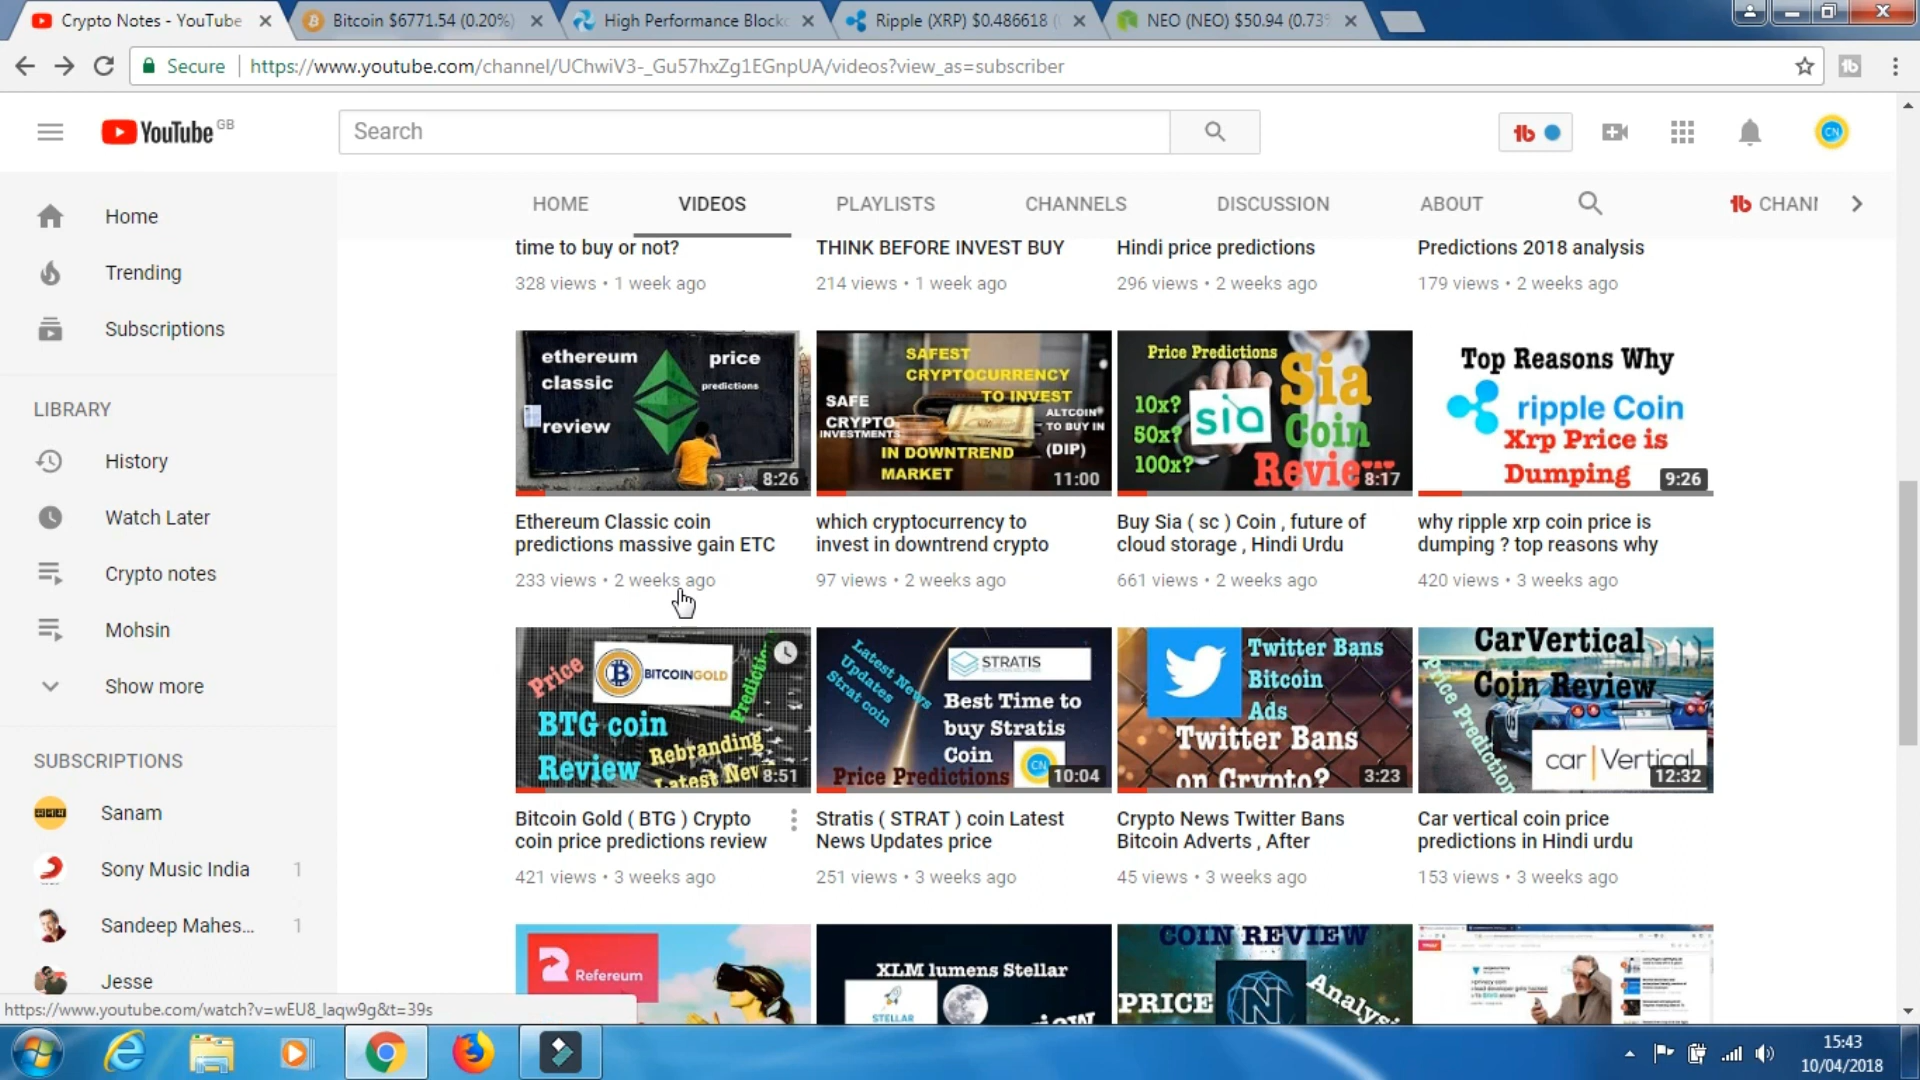 Crypto Notes - YouTube
Bitcoin $6771.54 (0.20%)
High Performance Blockc
Ripple (XRP) $0.486618 (
NEO (NEO) $50.94 (0.73%
Secure
https://www.youtube.com/channel/UChwiV3-_Gu57hxZg1EGnpUA/videos?view_as=subscriber
YouTube GB
Search
CN
HOME
VIDEOS
PLAYLISTS
CHANNELS
DISCUSSION
ABOUT
CHANN
Home
Trending
Subscriptions
LIBRARY
History
Watch Later
Crypto notes
Mohsin
Show more
SUBSCRIPTIONS
Sanam
Sony Music India 1
Sandeep Mahes... 1
Jesse
time to buy or not?
328 views • 1 week ago
THINK BEFORE INVEST BUY
214 views • 1 week ago
Hindi price predictions
296 views • 2 weeks ago
Predictions 2018 analysis
179 views • 2 weeks ago
ethereum
classic
review
price
predictions
8:26
Ethereum Classic coin
predictions massive gain ETC
233 views • 2 weeks ago
SAFEST
CRYPTOCURRENCY
TO INVEST
SAFE
CRYPTO
INVESTMENTS
ALTCOIN
TO BUY IN
(DIP)
IN DOWNTREND
MARKET
11:00
which cryptocurrency to
invest in downtrend crypto
97 views • 2 weeks ago
Price Predictions
Sia
Coin
Review
10x?
50x?
100x?
sia
8:17
Buy Sia ( sc ) Coin , future of
cloud storage , Hindi Urdu
661 views • 2 weeks ago
Top Reasons Why
ripple Coin
Xrp Price is
Dumping
9:26
why ripple xrp coin price is
dumping ? top reasons why
420 views • 3 weeks ago
Price
BITCOINGOLD
Predictio
BTG coin
Review
Rebranding
Latest New
8:51
Bitcoin Gold ( BTG ) Crypto
coin price predictions review
421 views • 3 weeks ago
Latest News
Updates
Strat coin
STRATIS
Best Time to
buy Stratis
Coin
CN
Price Predictions
10:04
Stratis ( STRAT ) coin Latest
News Updates price
251 views • 3 weeks ago
Twitter Bans
Bitcoin
Ads
Twitter Bans
on Crypto?
3:23
Crypto News Twitter Bans
Bitcoin Adverts , After
45 views • 3 weeks ago
CarVertical
Coin Review
Price Prediction
car|Vertical
12:32
Car vertical coin price
predictions in Hindi urdu
153 views • 3 weeks ago
Refereum
XLM lumens Stellar
STELLAR
COIN REVIEW
PRICE
Analysis
https://www.youtube.com/watch?v=wEU8_laqw9g&t=39s
15:43
10/04/2018